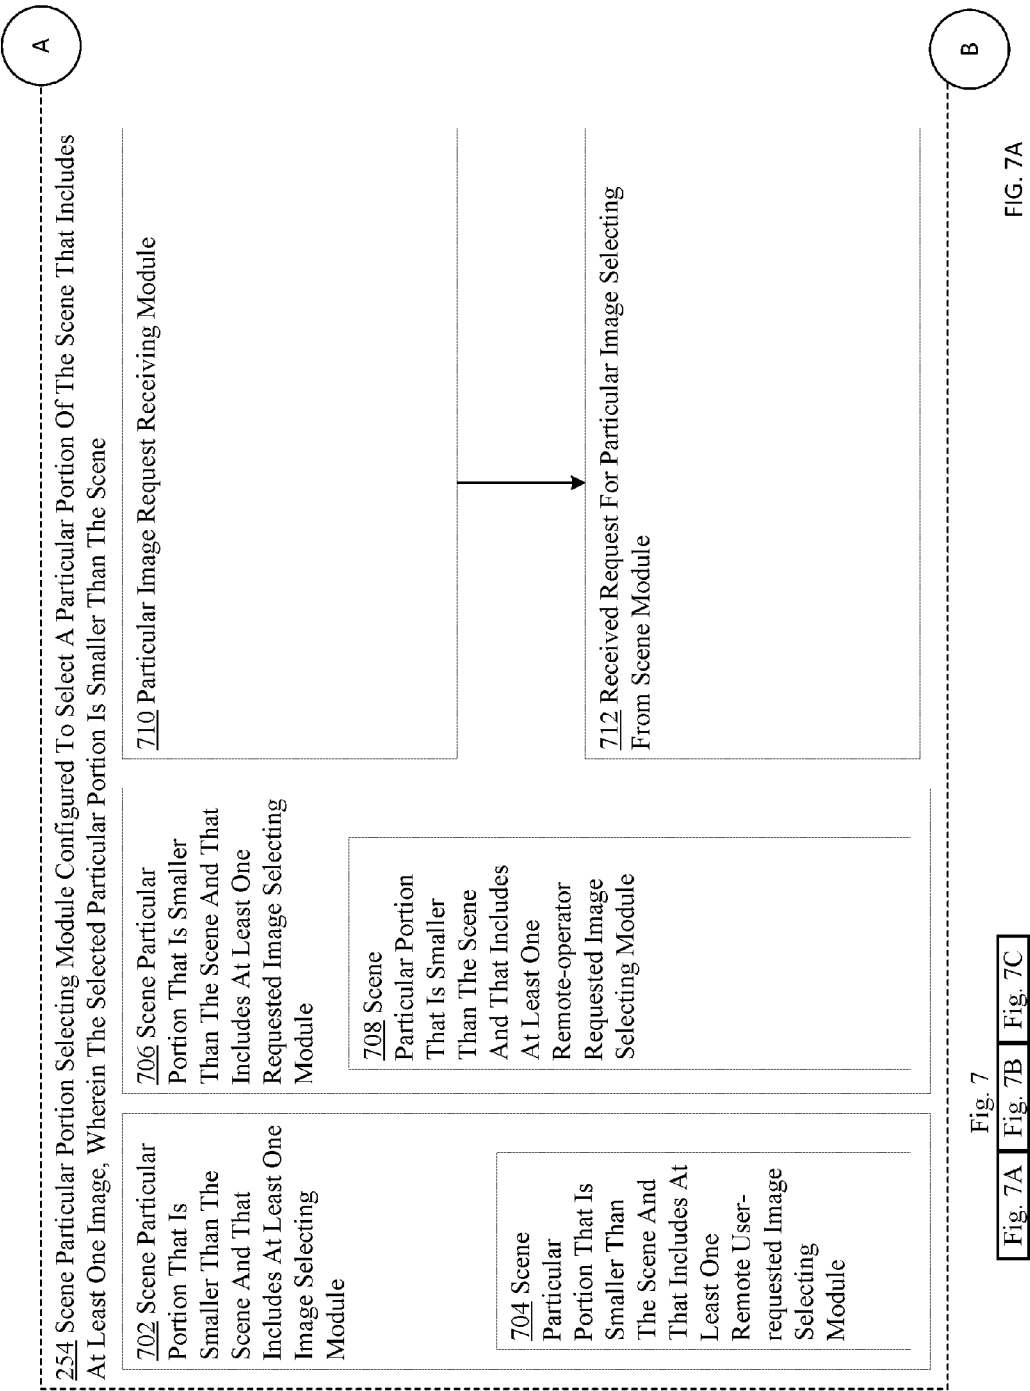 254 Scene Particular Portion Selecting Module Configured To Select A Particular Portion Of The Scene That Includes
At Least One Image, Wherein The Selected Particular Portion Is Smaller Than The Scene
702 Scene Particular
Portion That Is
Smaller Than The
Scene And That
Includes At Least One
Image Selecting
Module
704 Scene
Particular
Portion That Is
Smaller Than
The Scene And
That Includes At
Least One
Remote User-
requested Image
Selecting
Module
706 Scene Particular
Portion That Is Smaller
Than The Scene And That
Includes At Least One
Requested Image Selecting
Module
708 Scene
Particular Portion
That Is Smaller
Than The Scene
And That Includes
At Least One
Remote-operator
Requested Image
Selecting Module
710 Particular Image Request Receiving Module
712 Received Request For Particular Image Selecting
From Scene Module
A
B
Fig. 7
Fig. 7A Fig. 7B Fig. 7C
FIG. 7A